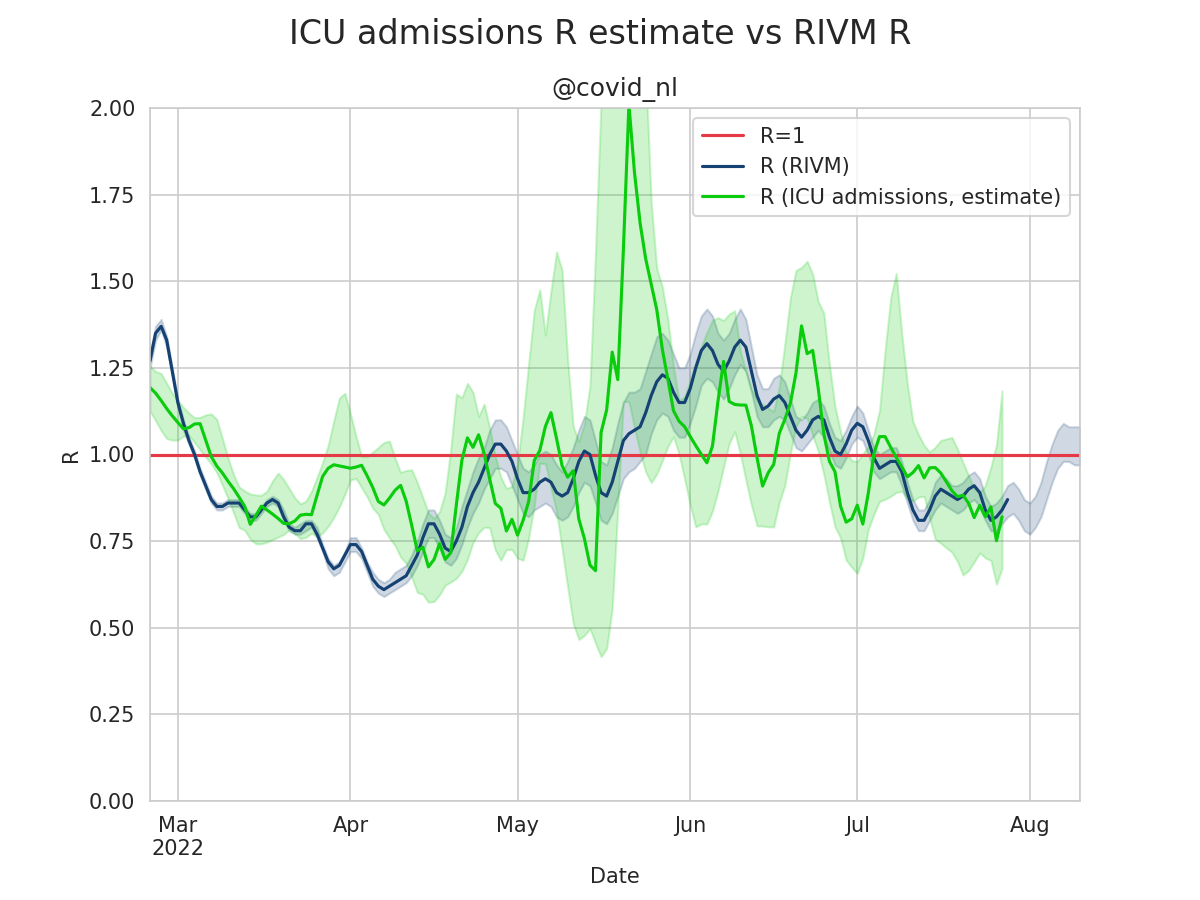 ICU admissions R estimate vs RIVM R
@covid_nl
2.00
1.75
1.50
1.25
1.00
0.75
0.50
0.25
0.00
R
R=1
R (RIVM)
R (ICU admissions, estimate)
Mar Apr May Jun Jul Aug
2022
Date